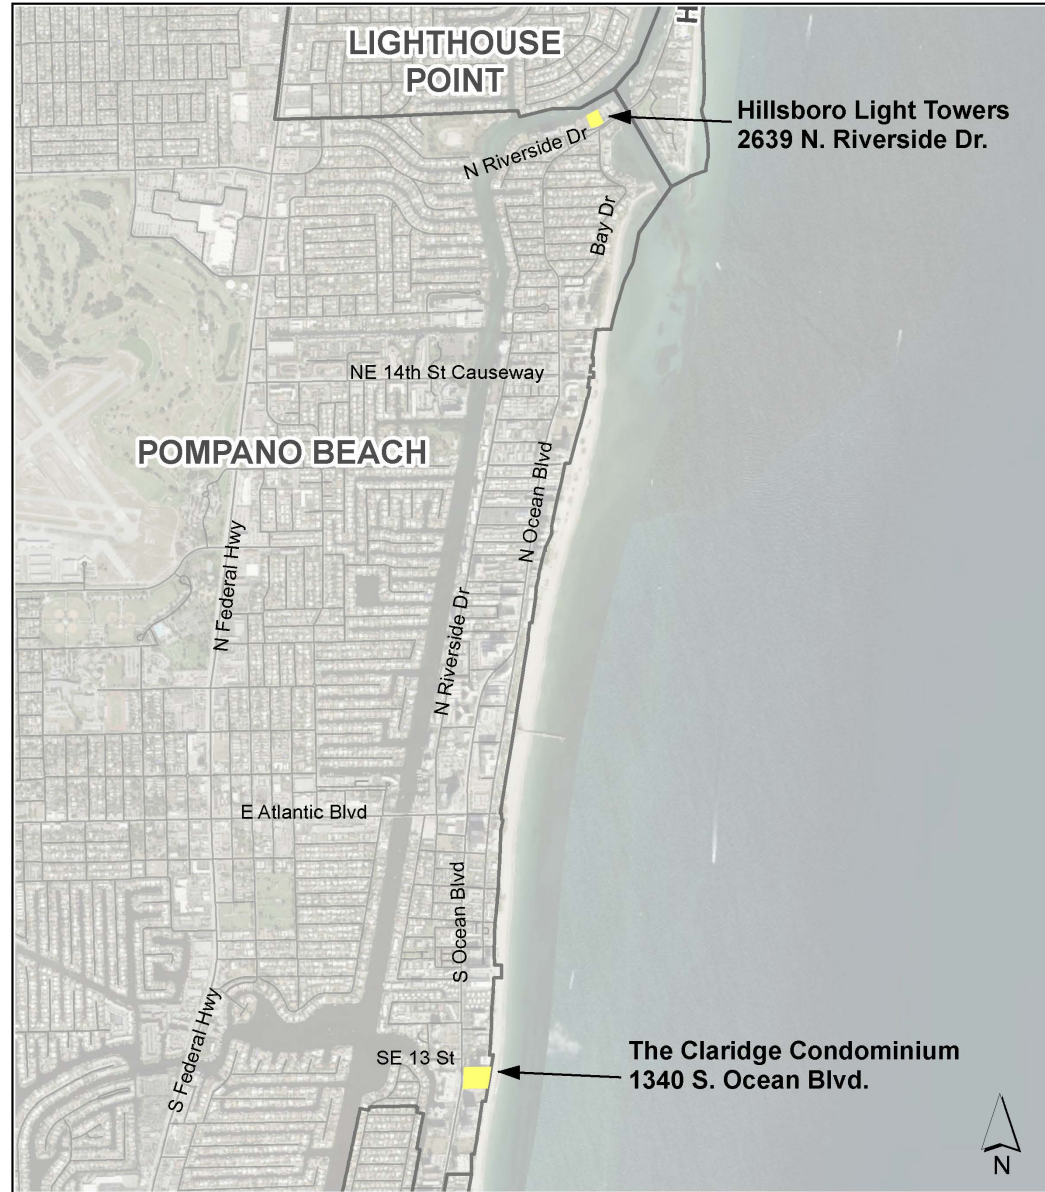 H
LIGHTHOUSE
POINT
Hillsboro Light Towers
2639 N. Riverside Dr.
N Riverside Dr
Bay Dr
NE 14th St Causeway
POMPANO BEACH
N Ocean Blvd
N Federal Hwy
N Riverside Dr
E Atlantic Blvd
S Ocean Blvd
S Federal Hwy
SE 13 St
The Claridge Condominium
1340 S. Ocean Blvd.
N